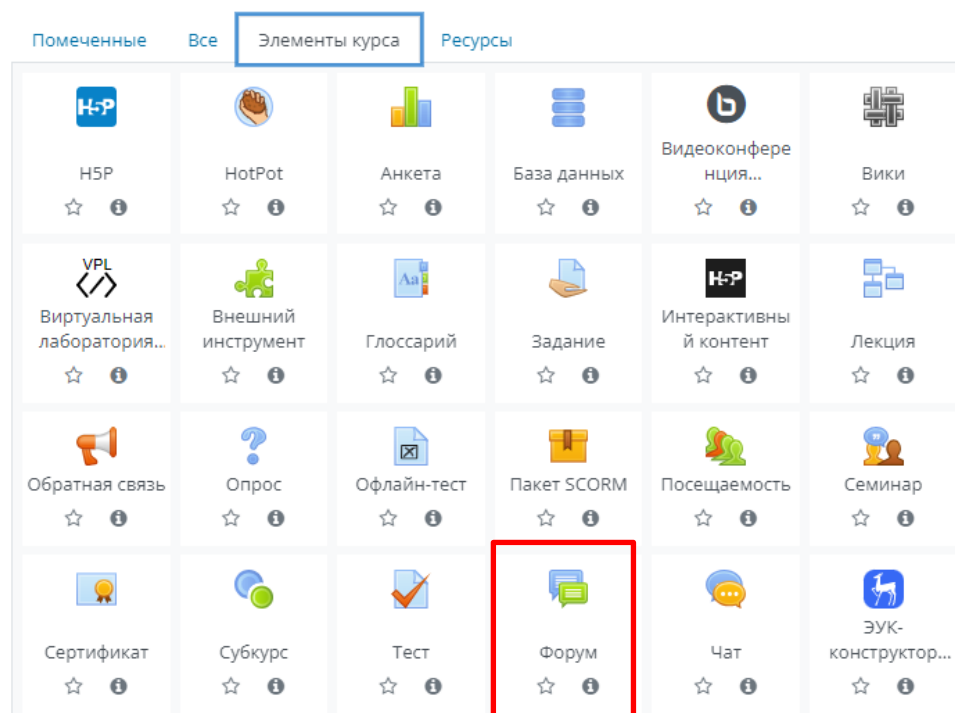 Помеченные Все Элементы курса Ресурсы
H5P
H5P HotPot Анкета База данных Видеоконфере
нция... Вики
VPL
</>
Виртуальная
лаборатория... Внешний
инструмент Aa
Глоссарий Задание H5P
Интерактивны
й контент Лекция
Обратная связь Опрос Офлайн-тест Пакет SCORM Посещаемость Семинар
Сертификат Субкурс Тест Форум Чат ЭУК-
конструктор...